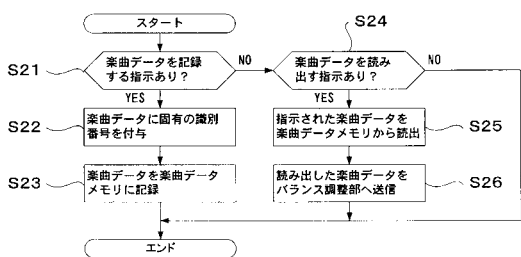 スタート
S21
楽曲データを記録
する指示あり？
NO
YES
S22
楽曲データに固有の識別
番号を付与
S23
楽曲データを楽曲データ
メモリに記録
S24
楽曲データを読み
出す指示あり？
NO
YES
指示された楽曲データを
楽曲データメモリから読出
S25
読み出した楽曲データを
バランス調整部へ送信
S26
エンド